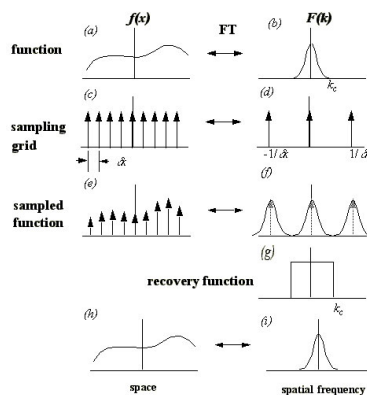 f(x) F(k)
(a) FT (b)
function
k_c
(c) (d)
sampling
grid
-1/δx 1/δx
δx
(e) (f)
sampled
function
(g)
recovery function
k_c
(h) (i)
space spatial frequency